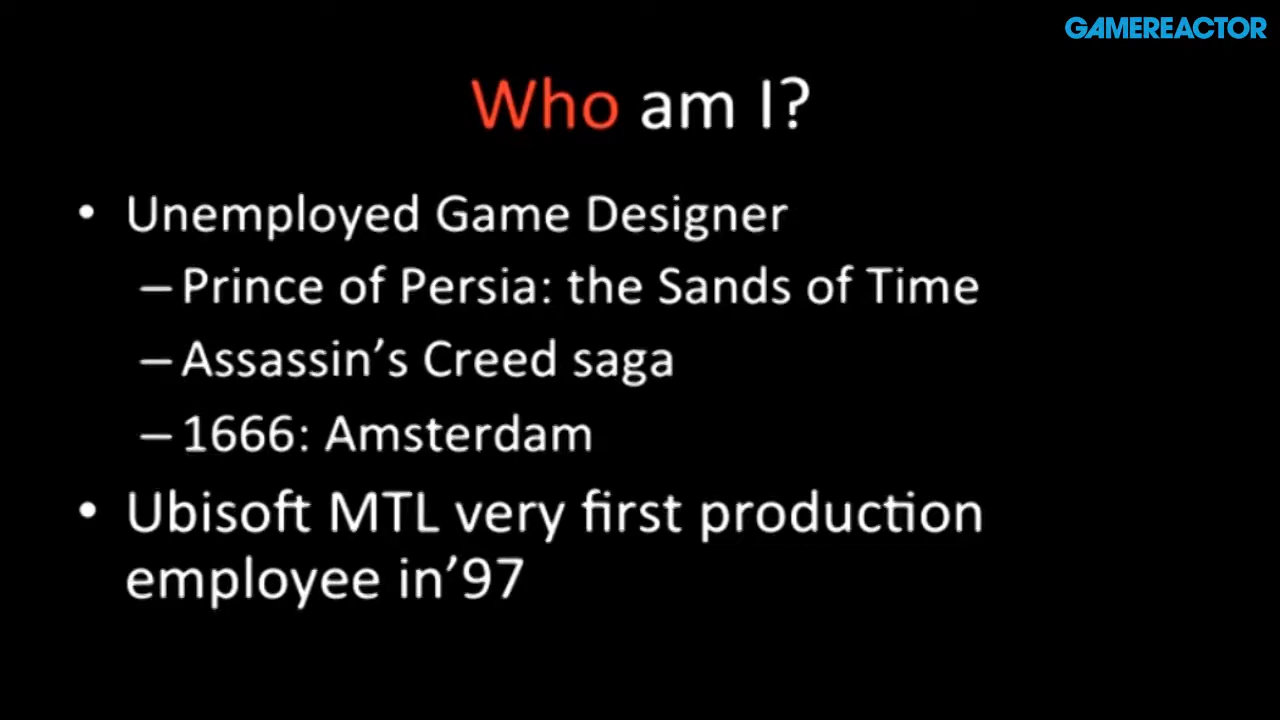 GAMEREACTOR
Who am I?
• Unemployed Game Designer
– Prince of Persia: the Sands of Time
– Assassin’s Creed saga
– 1666: Amsterdam
• Ubisoft MTL very first production
employee in’97